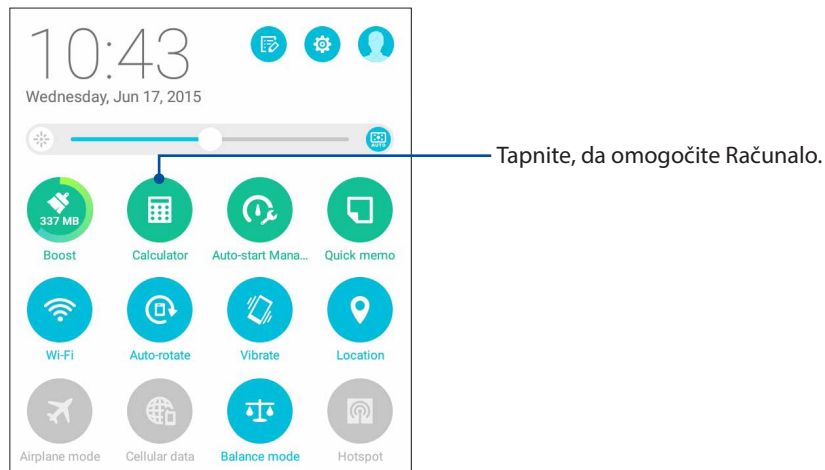 10:43
Wednesday, Jun 17, 2015
AUTO
Tapnite, da omogočite Računalo.
337 MB
Boost
Calculator
Auto-start Mana...
Quick memo
Wi-Fi
Auto-rotate
Vibrate
Location
Airplane mode
Cellular data
Balance mode
Hotspot